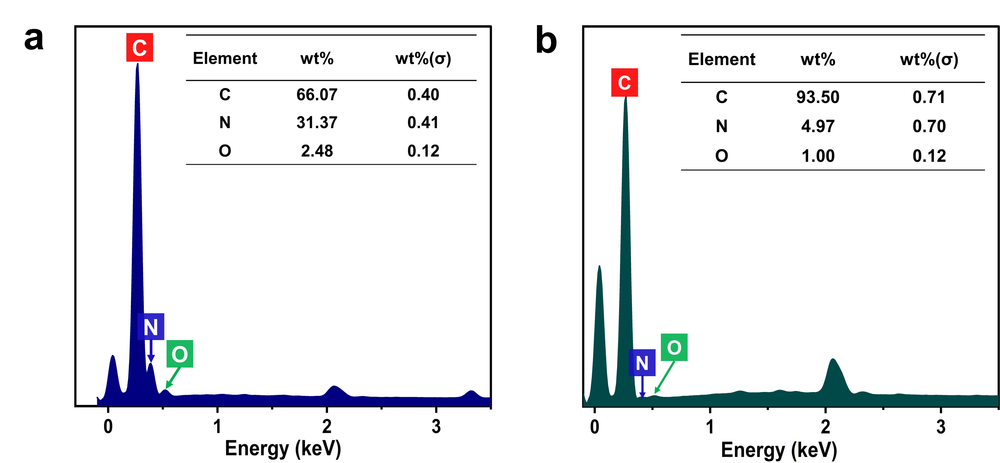 a
C
Element wt% wt%(σ)
C 66.07 0.40
N 31.37 0.41
O 2.48 0.12
N
O
0 1 2 3
Energy (keV)
b
C
Element wt% wt%(σ)
C 93.50 0.71
N 4.97 0.70
O 1.00 0.12
O
N
0 1 2 3
Energy (keV)